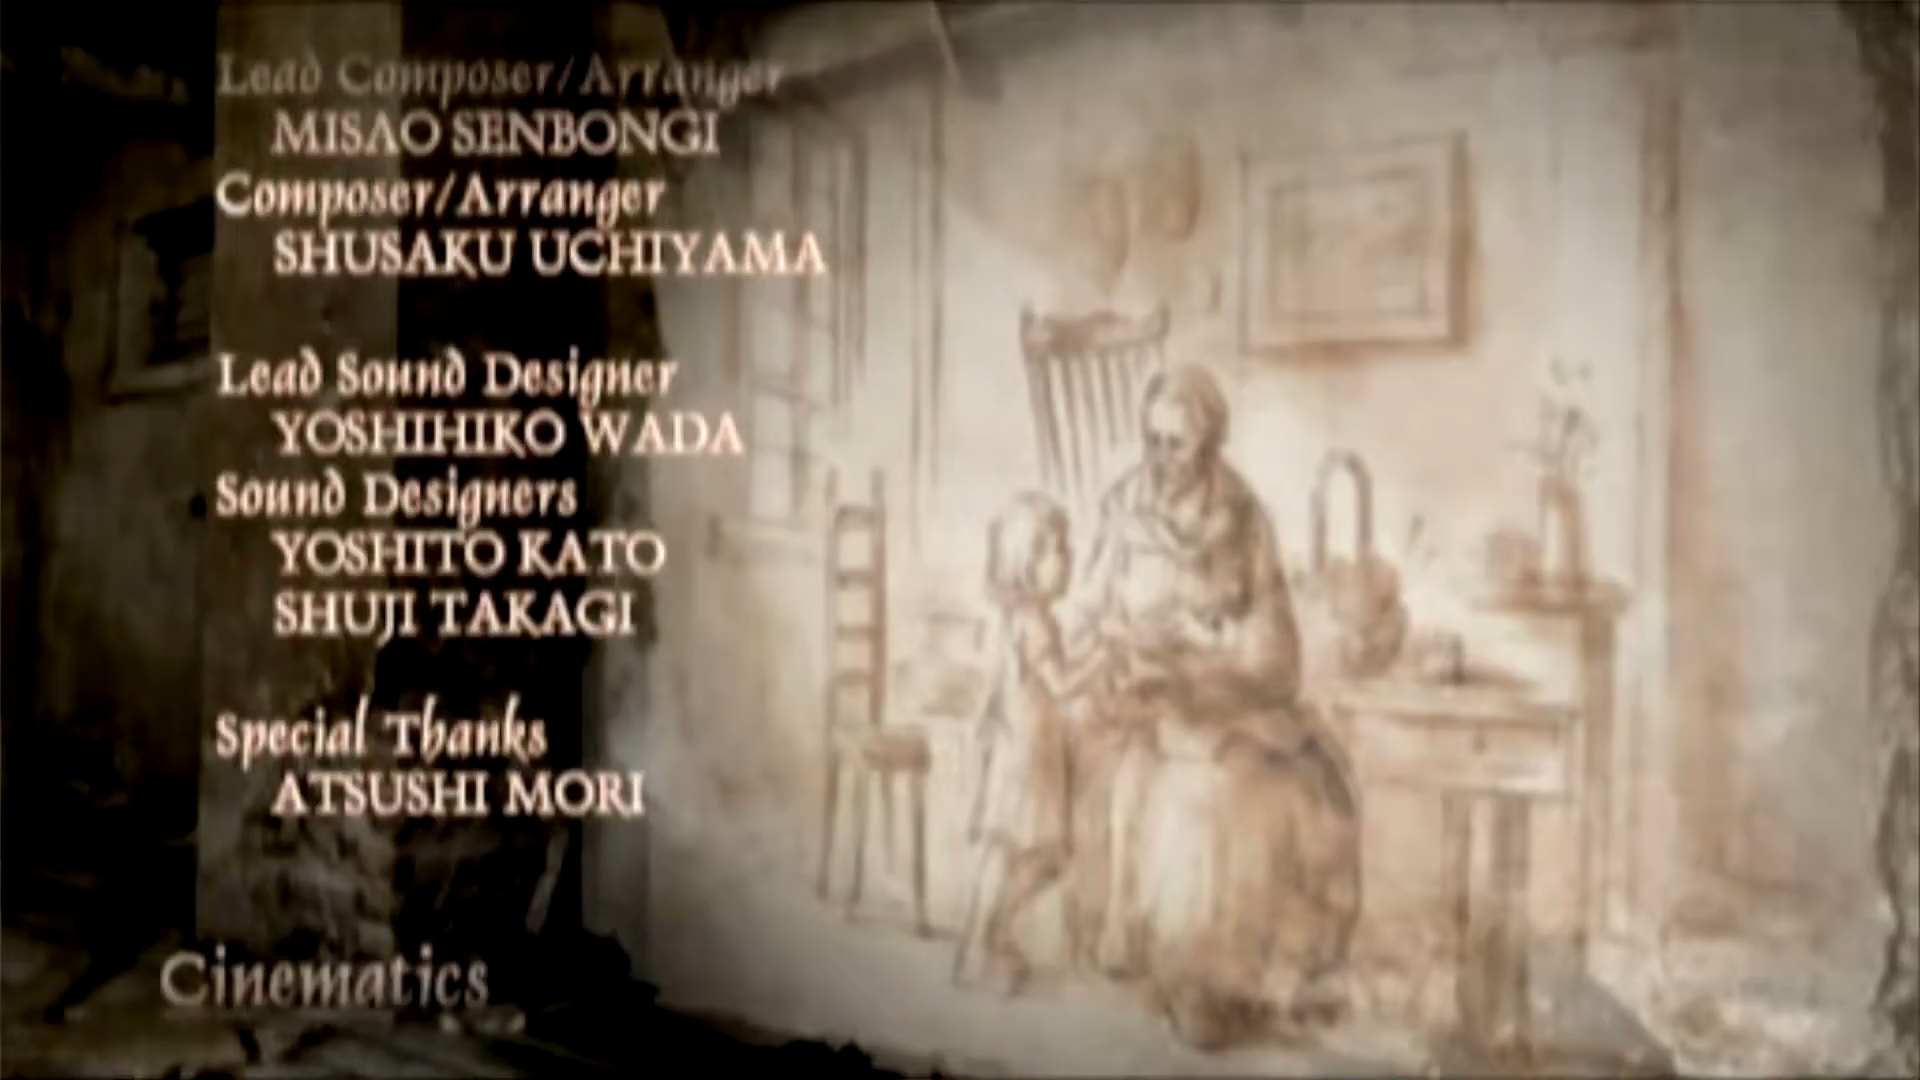 Lead Composer/Arranger
MISAO SENBONGI
Composer/Arranger
SHUSAKU UCHIYAMA
Lead Sound Designer
YOSHIHIKO WADA
Sound Designers
YOSHITO KATO
SHUJI TAKAGI
Special Thanks
ATSUSHI MORI
Cinematics